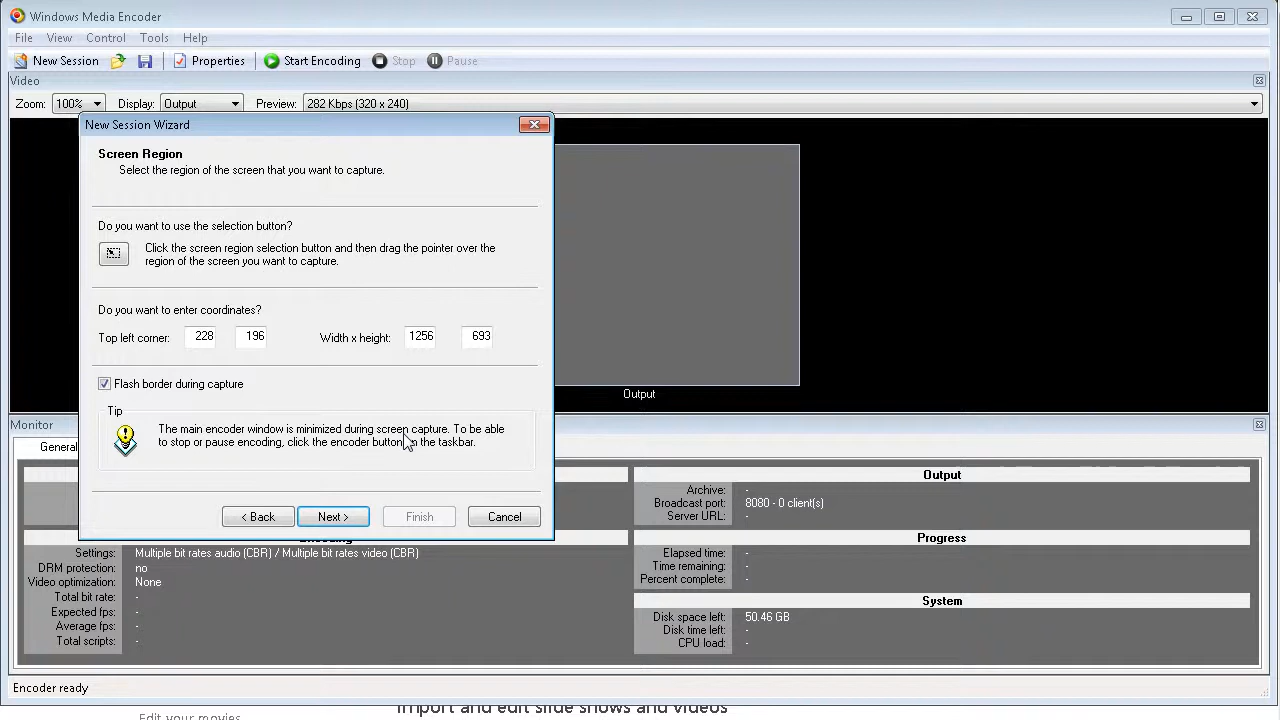 Windows Media Encoder
File View Control Tools Help
New Session Properties Start Encoding Stop Pause
Video
Zoom: 100% Display: Output Preview: 282 Kbps (320 x 240)
New Session Wizard
Screen Region
Select the region of the screen that you want to capture.
Do you want to use the selection button?
Click the screen region selection button and then drag the pointer over the
region of the screen you want to capture.
Do you want to enter coordinates?
Top left corner: 228 196 Width x height: 1256 693
Flash border during capture
Tip
The main encoder window is minimized during screen capture. To be able
to stop or pause encoding, click the encoder button on the taskbar.
< Back Next > Finish Cancel
Output
Monitor
General
Output
Archive: -
Broadcast port: 8080 - 0 client(s)
Server URL: -
Encoding
Settings: Multiple bit rates audio (CBR) / Multiple bit rates video (CBR)
DRM protection: no
Video optimization: None
Total bit rate: -
Expected fps: -
Average fps: -
Total scripts: -
Progress
Elapsed time: -
Time remaining: -
Percent complete: -
System
Disk space left: 50.46 GB
Disk time left: -
CPU load: -
Encoder ready
Import and edit slide shows and videos
Edit your movies